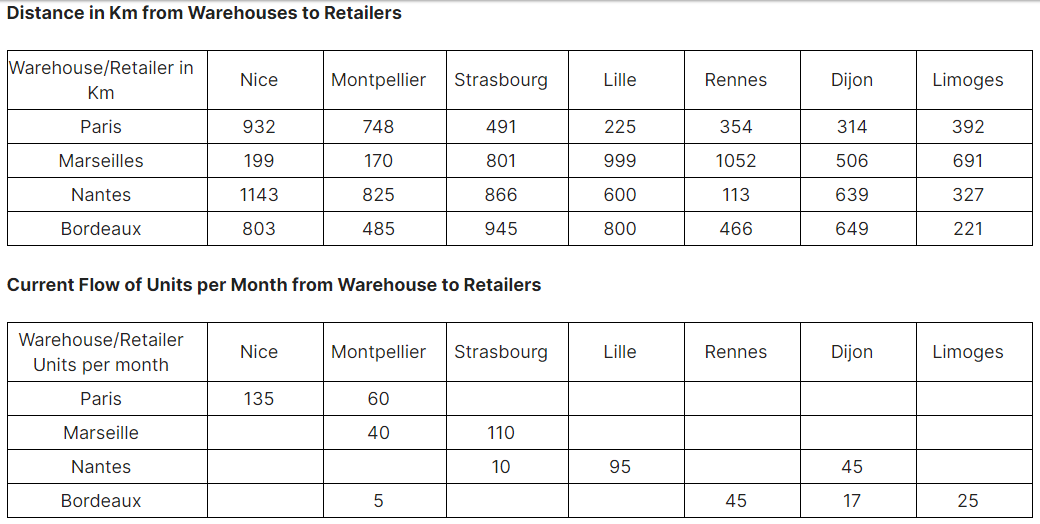 Distance in Km from Warehouses to Retailers
Warehouse/Retailer in Km Nice Montpellier Strasbourg Lille Rennes Dijon Limoges
Paris 932 748 491 225 354 314 392
Marseilles 199 170 801 999 1052 506 691
Nantes 1143 825 866 600 113 639 327
Bordeaux 803 485 945 800 466 649 221
Current Flow of Units per Month from Warehouse to Retailers
Warehouse/Retailer Units per month Nice Montpellier Strasbourg Lille Rennes Dijon Limoges
Paris 135 60
Marseille 40 110
Nantes 10 95 45
Bordeaux 5 45 17 25